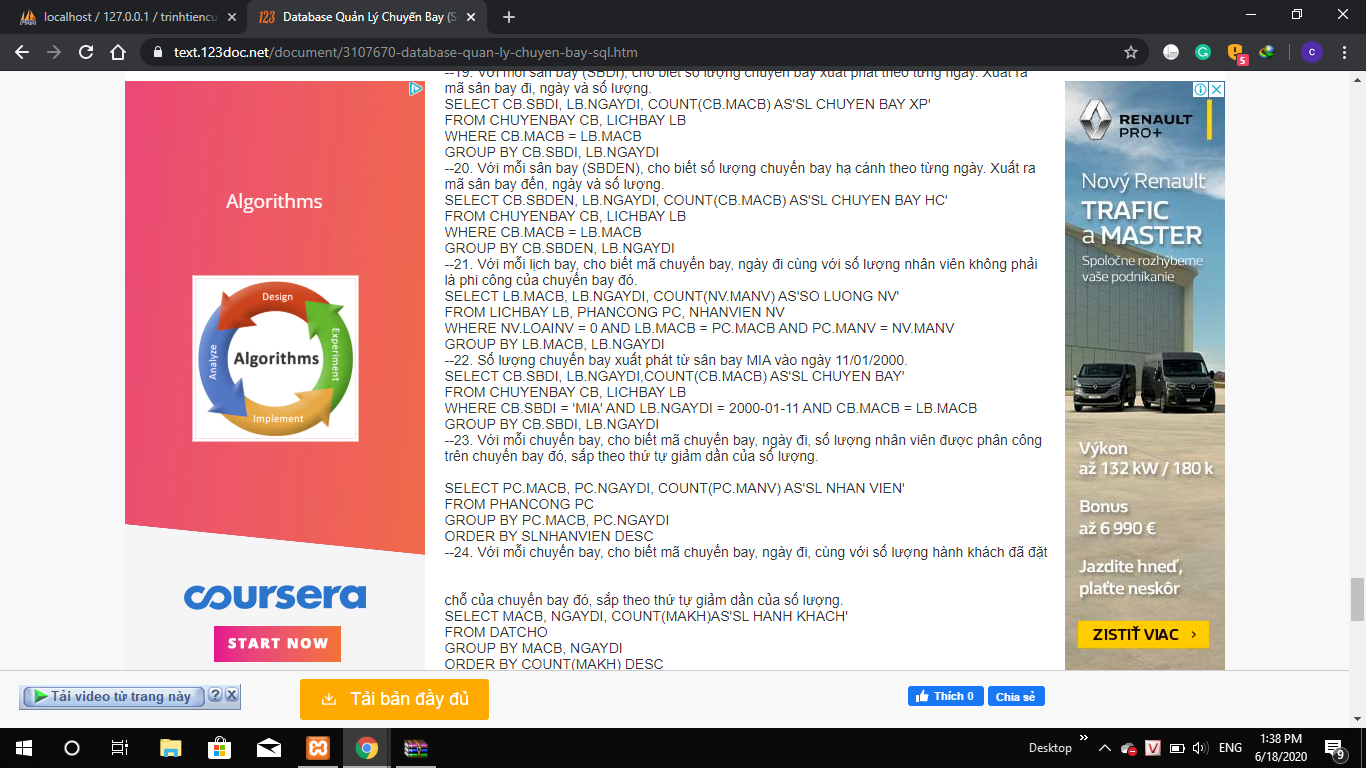 localhost / 127.0.0.1 / trinhtiencu
Database Quản Lý Chuyến Bay (S
text.123doc.net/document/3107670-database-quan-ly-chuyen-bay-sql.htm
5
c
--19. Với mỗi sân bay (SBDI), cho biết số lượng chuyến bay xuất phát theo từng ngày. Xuất ra
mã sân bay đi, ngày và số lượng.
SELECT CB.SBDI, LB.NGAYDI, COUNT(CB.MACB) AS'SL CHUYEN BAY XP'
FROM CHUYENBAY CB, LICHBAY LB
WHERE CB.MACB = LB.MACB
GROUP BY CB.SBDI, LB.NGAYDI
--20. Với mỗi sân bay (SBDEN), cho biết số lượng chuyến bay hạ cánh theo từng ngày. Xuất ra
mã sân bay đến, ngày và số lượng.
SELECT CB.SBDEN, LB.NGAYDI, COUNT(CB.MACB) AS'SL CHUYEN BAY HC'
FROM CHUYENBAY CB, LICHBAY LB
WHERE CB.MACB = LB.MACB
GROUP BY CB.SBDEN, LB.NGAYDI
--21. Với mỗi lịch bay, cho biết mã chuyến bay, ngày đi cùng với số lượng nhân viên không phải
là phi công của chuyến bay đó.
SELECT LB.MACB, LB.NGAYDI, COUNT(NV.MANV) AS'SO LUONG NV'
FROM LICHBAY LB, PHANCONG PC, NHANVIEN NV
WHERE NV.LOAINV = 0 AND LB.MACB = PC.MACB AND PC.MANV = NV.MANV
GROUP BY LB.MACB, LB.NGAYDI
--22. Số lượng chuyến bay xuất phát từ sân bay MIA vào ngày 11/01/2000.
SELECT CB.SBDI, LB.NGAYDI,COUNT(CB.MACB) AS'SL CHUYEN BAY'
FROM CHUYENBAY CB, LICHBAY LB
WHERE CB.SBDI = 'MIA' AND LB.NGAYDI = 2000-01-11 AND CB.MACB = LB.MACB
GROUP BY CB.SBDI, LB.NGAYDI
--23. Với mỗi chuyến bay, cho biết mã chuyến bay, ngày đi, số lượng nhân viên được phân công
trên chuyến bay đó, sắp theo thứ tự giảm dần của số lượng.
SELECT PC.MACB, PC.NGAYDI, COUNT(PC.MANV) AS'SL NHAN VIEN'
FROM PHANCONG PC
GROUP BY PC.MACB, PC.NGAYDI
ORDER BY SLNHANVIEN DESC
--24. Với mỗi chuyến bay, cho biết mã chuyến bay, ngày đi, cùng với số lượng hành khách đã đặt
chỗ của chuyến bay đó, sắp theo thứ tự giảm dần của số lượng.
SELECT MACB, NGAYDI, COUNT(MAKH)AS'SL HANH KHACH'
FROM DATCHO
GROUP BY MACB, NGAYDI
ORDER BY COUNT(MAKH) DESC
Algorithms
Design
Experiment
Algorithms
Analyze
Implement
coursera
START NOW
RENAULT
PRO+
Nový Renault
TRAFIC
a MASTER
Spoločne rozhýbeme
vaše podnikanie
Výkon
až 132 kW / 180 k
Bonus
až 6 990 €
Jazdite hneď,
plaťte neskôr
ZISTIŤ VIAC
Tải video từ trang này
Tải bản đầy đủ
Thích 0
Chia sẻ
Desktop
ENG
1:38 PM
6/18/2020
9